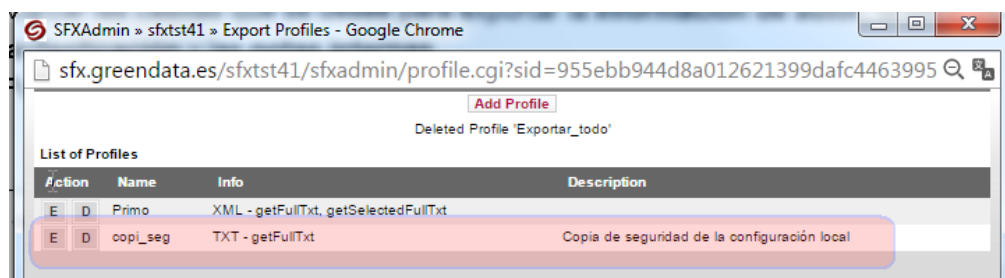 SFXAdmin » sfxtst41 » Export Profiles - Google Chrome
sfx.greendata.es/sfxtst41/sfxadmin/profile.cgi?sid=955ebb944d8a012621399dafc4463995
Add Profile
Deleted Profile 'Exportar_todo'
List of Profiles
Action Name Info Description
E D Primo XML - getFullTxt, getSelectedFullTxt
E D copi_seg TXT - getFullTxt Copia de seguridad de la configuración local